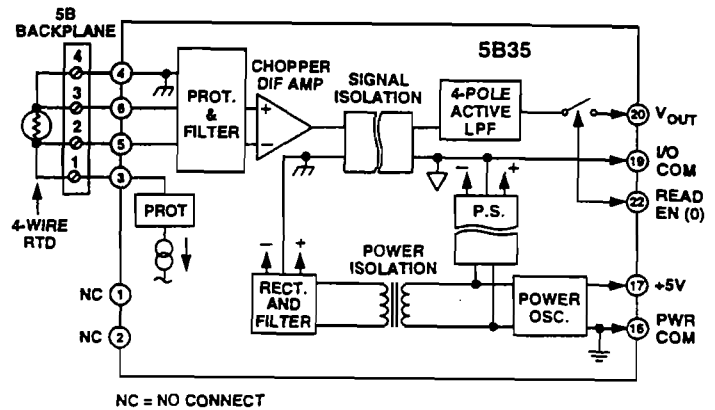 5B
BACKPLANE
5B35
4
3
2
1
4
6
5
3
PROT.
&
FILTER
CHOPPER
DIF AMP
+
−
SIGNAL
ISOLATION
4-POLE
ACTIVE
LPF
20
VOUT
19
I/O
COM
22
READ
EN (0)
4-WIRE
RTD
PROT
− +
P.S.
− +
RECT.
AND
FILTER
POWER
ISOLATION
POWER
OSC.
17
+5V
16
PWR
COM
NC 1
NC 2
NC = NO CONNECT